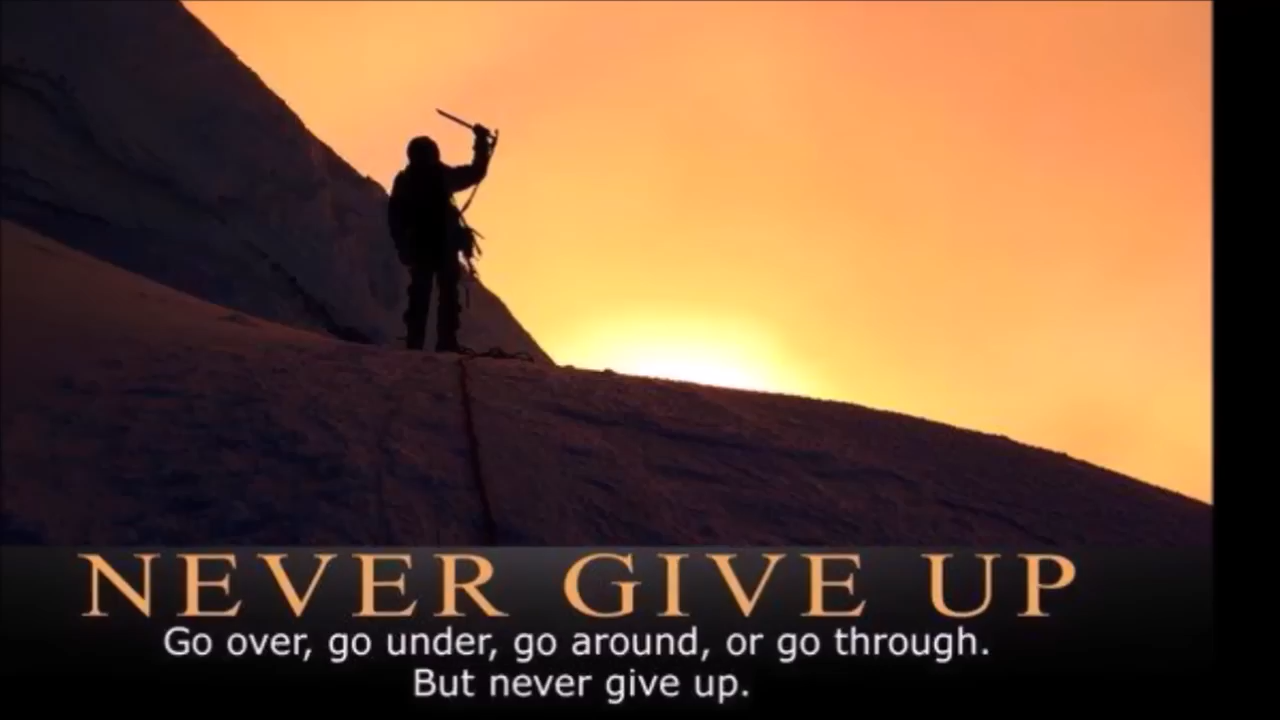 NEVER GIVE UP
Go over, go under, go around, or go through.
But never give up.